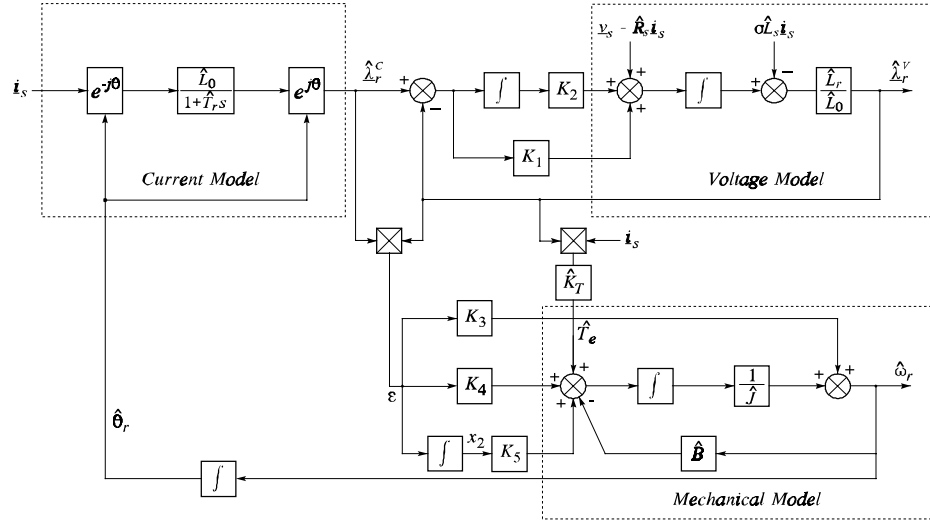 v_s - R̂_s i_s
σL̂_s i_s
i_s
e^{-jθ̂}
L̂_0
1+T̂_r s
e^{jθ̂}
λ̂_r^C
+
−
∫
K_2
+
+
+
∫
−
L̂_r
L̂_0
λ̂_r^V
K_1
Current Model
Voltage Model
i_s
K̂_T
K_3
T̂_e
ε
K_4
+
+
+
-
∫
1
Ĵ
+
+
ω̂_r
θ̂_r
∫
x_2
K_5
B̂
∫
Mechanical Model